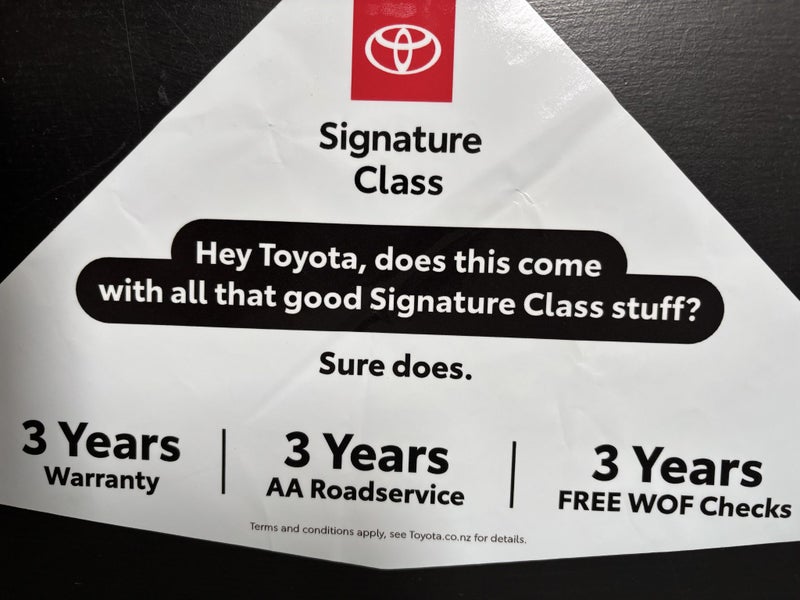 Signature
Class
Hey Toyota, does this come
with all that good Signature Class stuff?
Sure does.
3 Years
Warranty
3 Years
AA Roadservice
3 Years
FREE WOF Checks
Terms and conditions apply, see Toyota.co.nz for details.